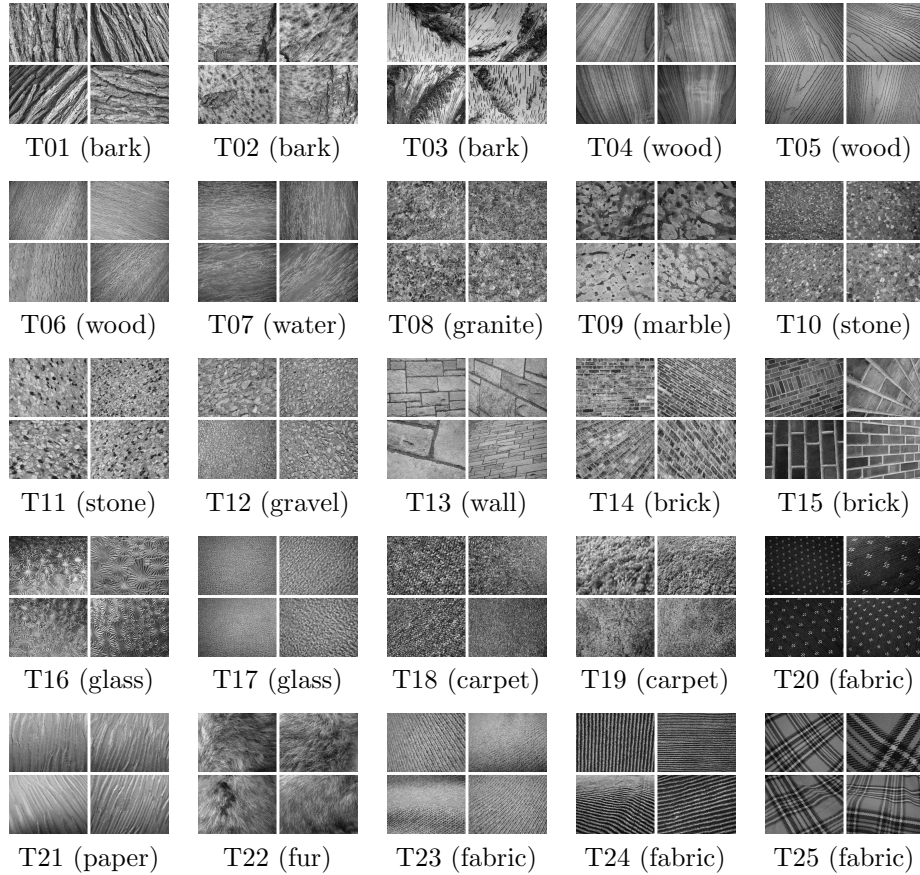 T01 (bark) T02 (bark) T03 (bark) T04 (wood) T05 (wood)
T06 (wood) T07 (water) T08 (granite) T09 (marble) T10 (stone)
T11 (stone) T12 (gravel) T13 (wall) T14 (brick) T15 (brick)
T16 (glass) T17 (glass) T18 (carpet) T19 (carpet) T20 (fabric)
T21 (paper) T22 (fur) T23 (fabric) T24 (fabric) T25 (fabric)